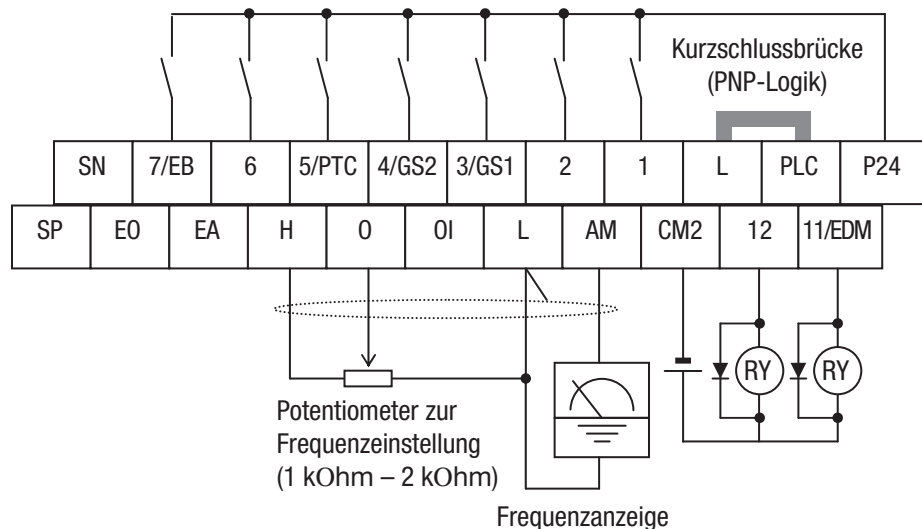 Kurzschlussbrücke
(PNP-Logik)
SN 7/EB 6 5/PTC 4/GS2 3/GS1 2 1 L PLC P24
SP EO EA H O OI L AM CM2 12 11/EDM
RY RY
Potentiometer zur
Frequenzeinstellung
(1 kOhm – 2 kOhm)
Frequenzanzeige